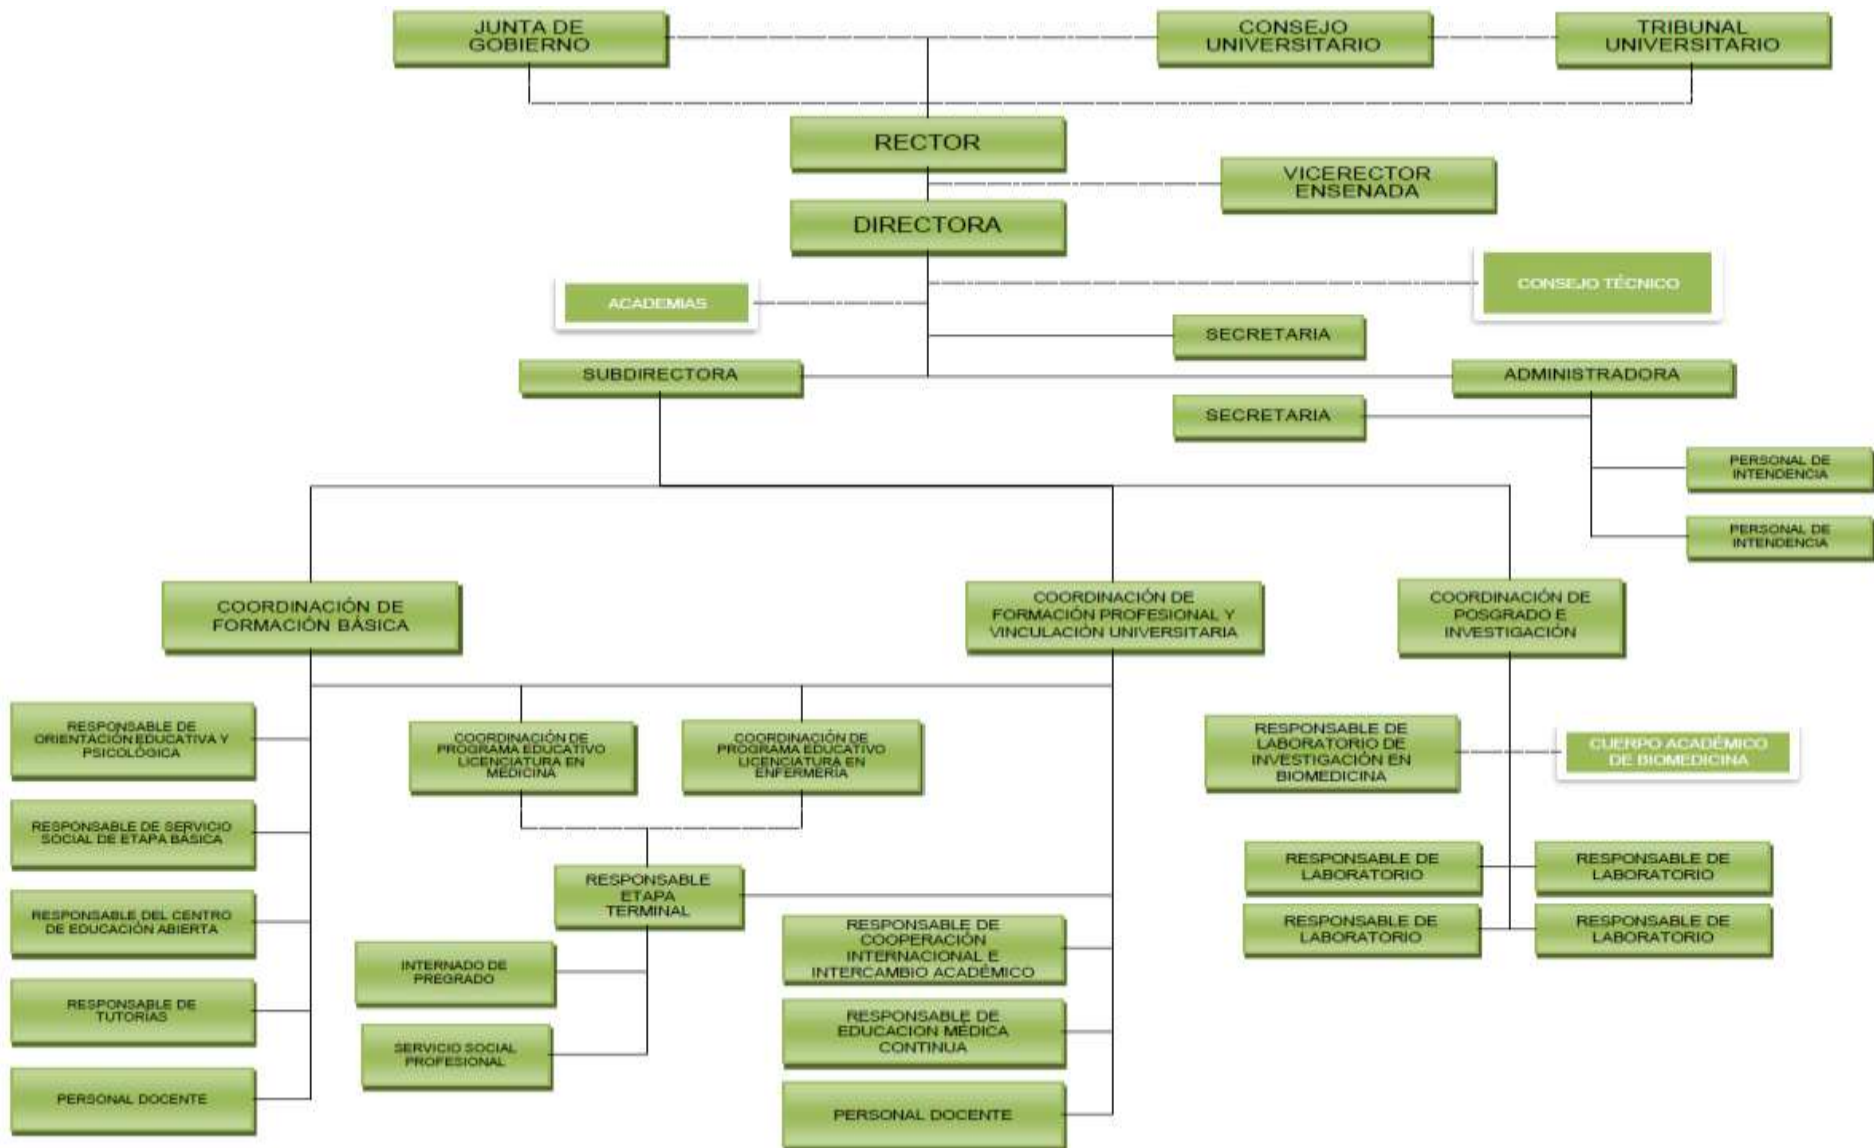 JUNTA DE
GOBIERNO
CONSEJO
UNIVERSITARIO
TRIBUNAL
UNIVERSITARIO
RECTOR
VICERECTOR
ENSENADA
DIRECTORA
ACADEMIAS
CONSEJO TÉCNICO
SECRETARIA
SUBDIRECTORA
ADMINISTRADORA
SECRETARIA
PERSONAL DE
INTENDENCIA
PERSONAL DE
INTENDENCIA
COORDINACIÓN DE
FORMACIÓN BÁSICA
COORDINACIÓN DE
FORMACIÓN PROFESIONAL Y
VINCULACIÓN UNIVERSITARIA
COORDINACIÓN DE
POSGRADO E
INVESTIGACIÓN
RESPONSABLE DE
ORIENTACIÓN EDUCATIVA Y
PSICOLÓGICA
COORDINACIÓN DE
PROGRAMA EDUCATIVO
LICENCIATURA EN
MEDICINA
COORDINACIÓN DE
PROGRAMA EDUCATIVO
LICENCIATURA EN
ENFERMERÍA
RESPONSABLE DE
LABORATORIO DE
INVESTIGACIÓN EN
BIOMEDICINA
CUERPO ACADÉMICO
DE BIOMEDICINA
RESPONSABLE DE SERVICIO
SOCIAL DE ETAPA BÁSICA
RESPONSABLE
ETAPA
TERMINAL
RESPONSABLE DE
LABORATORIO
RESPONSABLE DE
LABORATORIO
RESPONSABLE DEL CENTRO
DE EDUCACIÓN ABIERTA
RESPONSABLE DE
COOPERACIÓN
INTERNACIONAL E
INTERCAMBIO ACADÉMICO
RESPONSABLE DE
LABORATORIO
RESPONSABLE DE
LABORATORIO
INTERNADO DE
PREGRADO
RESPONSABLE DE
TUTORÍAS
RESPONSABLE DE
EDUCACION MÉDICA
CONTINUA
SERVICIO SOCIAL
PROFESIONAL
PERSONAL DOCENTE
PERSONAL DOCENTE